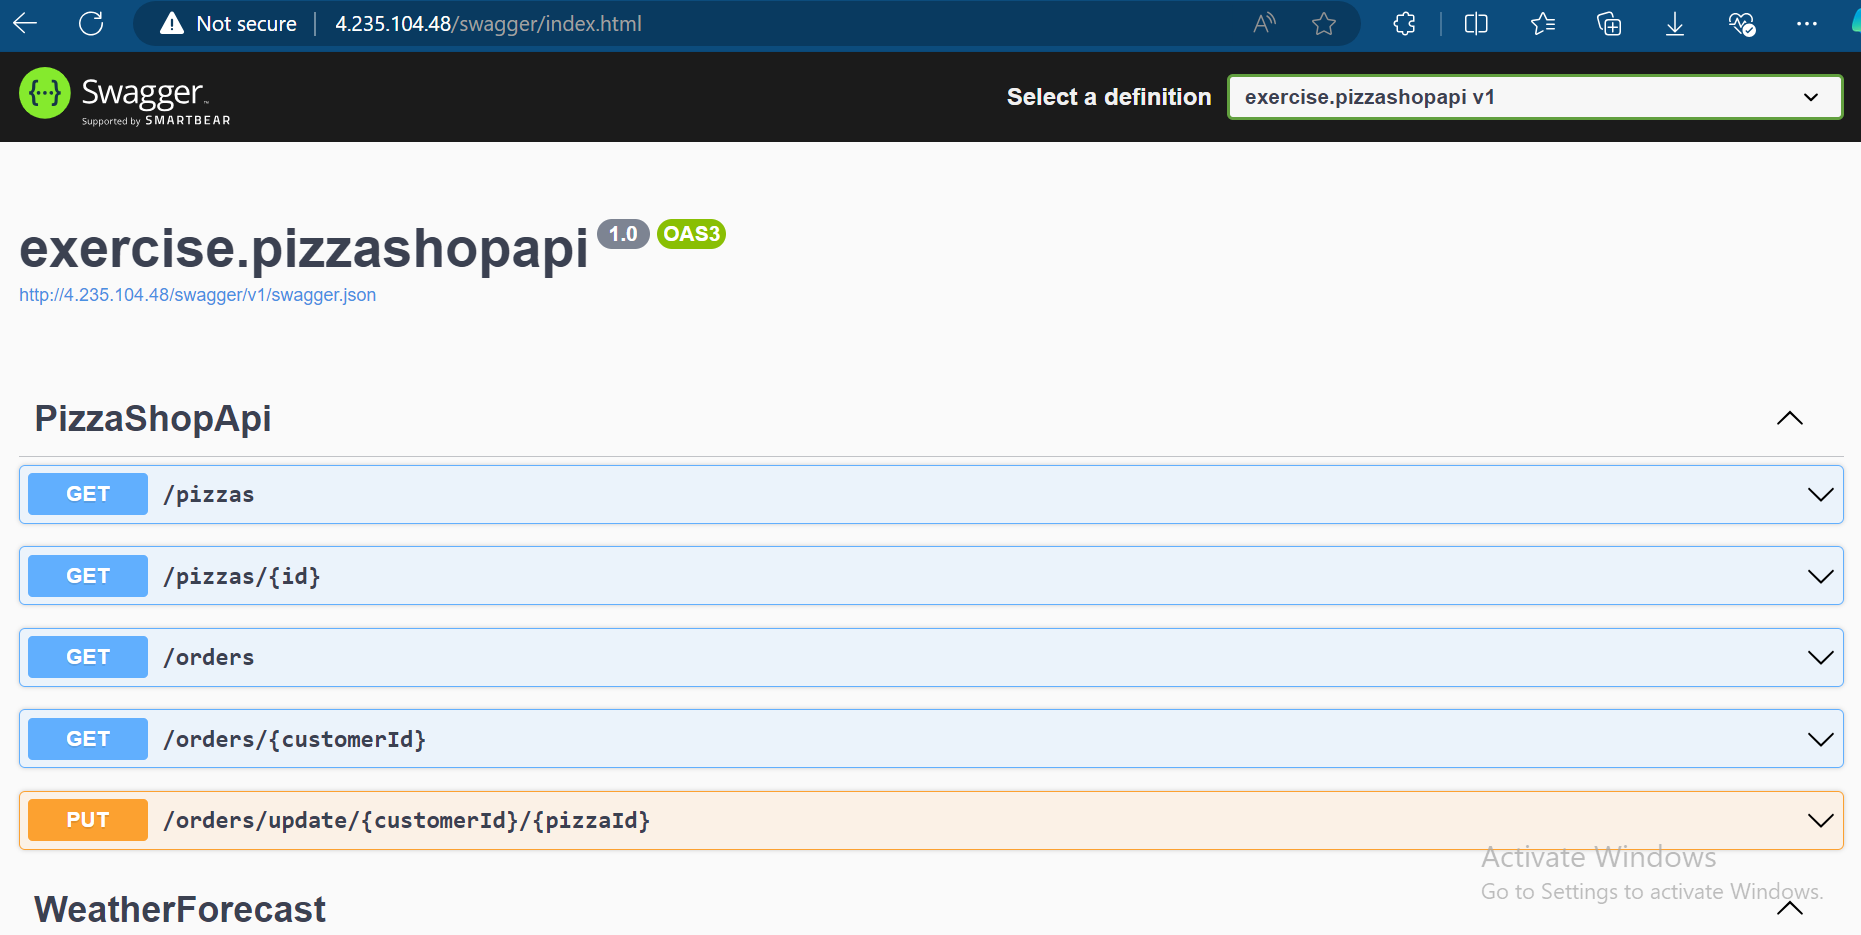 Not secure | 4.235.104.48/swagger/index.html
Swagger
Supported by SMARTBEAR
Select a definition
exercise.pizzashopapi v1
exercise.pizzashopapi 1.0 OAS3
http://4.235.104.48/swagger/v1/swagger.json
PizzaShopApi
GET /pizzas
GET /pizzas/{id}
GET /orders
GET /orders/{customerId}
PUT /orders/update/{customerId}/{pizzaId}
Activate Windows
Go to Settings to activate Windows.
WeatherForecast